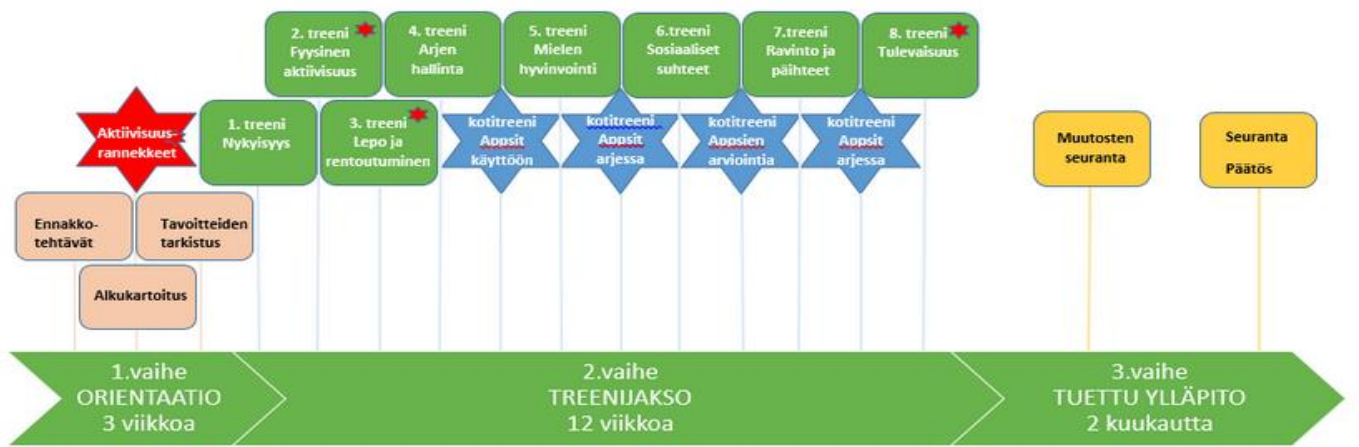 2. treeni
Fyysinen
aktiivisuus
4. treeni
Arjen
hallinta
5. treeni
Mielen
hyvinvointi
6.treeni
Sosiaaliset
suhteet
7.treeni
Ravinto ja
päihteet
8. treeni
Tulevaisuus
Aktiivisuus-
rannekkeet
1. treeni
Nykyisyys
3. treeni
Lepo ja
rentoutuminen
kotitreeni
Appsit
käyttöön
kotitreeni
Appsit
arjessa
kotitreeni
Appsien
arviointia
kotitreeni
Appsit
arjessa
Muutosten
seuranta
Seuranta
Päätös
Ennakko-
tehtävät
Tavoitteiden
tarkistus
Alkukartoitus
1.vaihe
ORIENTAATIO
3 viikkoa
2.vaihe
TREENIJAKSO
12 viikkoa
3.vaihe
TUETTU YLLÄPITO
2 kuukautta